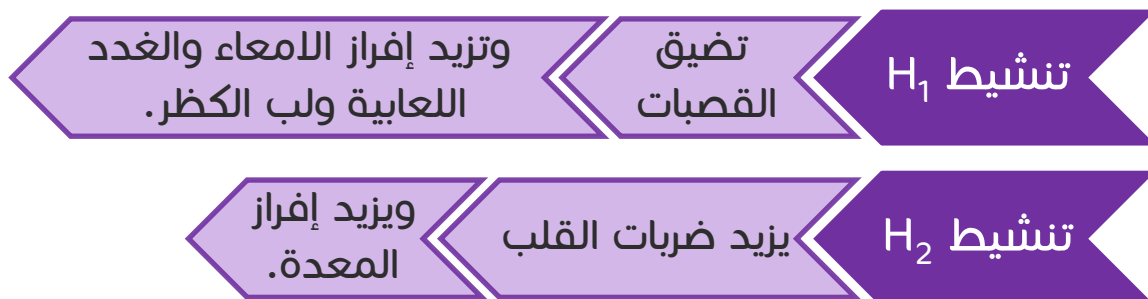 تنشيط H₁
تضيق
القصبات
وتزيد إفراز الامعاء والغدد
اللعابية ولب الكظر.
تنشيط H₂
يزيد ضربات القلب
ويزيد إفراز
المعدة.